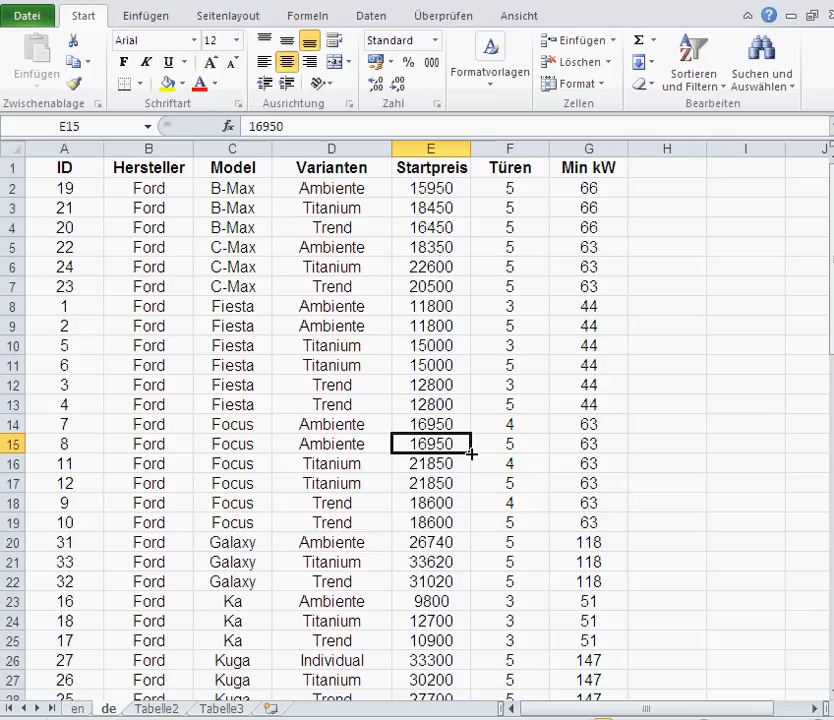 Datei Start Einfügen Seitenlayout Formeln Daten Überprüfen Ansicht
Einfügen Arial 12 Standard Formatvorlagen Einfügen Löschen Format Sortieren und Filtern Suchen und Auswählen
F K U A A % 000
Zwischenablage Schriftart Ausrichtung Zahl Zellen Bearbeiten
E15 fx 16950
A B C D E F G H I J
1 ID Hersteller Model Varianten Startpreis Türen Min kW
2 19 Ford B-Max Ambiente 15950 5 66
3 21 Ford B-Max Titanium 18450 5 66
4 20 Ford B-Max Trend 16450 5 66
5 22 Ford C-Max Ambiente 18350 5 63
6 24 Ford C-Max Titanium 22600 5 63
7 23 Ford C-Max Trend 20500 5 63
8 1 Ford Fiesta Ambiente 11800 3 44
9 2 Ford Fiesta Ambiente 11800 5 44
10 5 Ford Fiesta Titanium 15000 3 44
11 6 Ford Fiesta Titanium 15000 5 44
12 3 Ford Fiesta Trend 12800 3 44
13 4 Ford Fiesta Trend 12800 5 44
14 7 Ford Focus Ambiente 16950 4 63
15 8 Ford Focus Ambiente 16950 5 63
16 11 Ford Focus Titanium 21850 4 63
17 12 Ford Focus Titanium 21850 5 63
18 9 Ford Focus Trend 18600 4 63
19 10 Ford Focus Trend 18600 5 63
20 31 Ford Galaxy Ambiente 26740 5 118
21 33 Ford Galaxy Titanium 33620 5 118
22 32 Ford Galaxy Trend 31020 5 118
23 16 Ford Ka Ambiente 9800 3 51
24 18 Ford Ka Titanium 12700 3 51
25 17 Ford Ka Trend 10900 3 51
26 27 Ford Kuga Individual 33300 5 147
27 26 Ford Kuga Titanium 30200 5 147
28 25 Ford Kuga Trend 27700 5 147
en de Tabelle2 Tabelle3